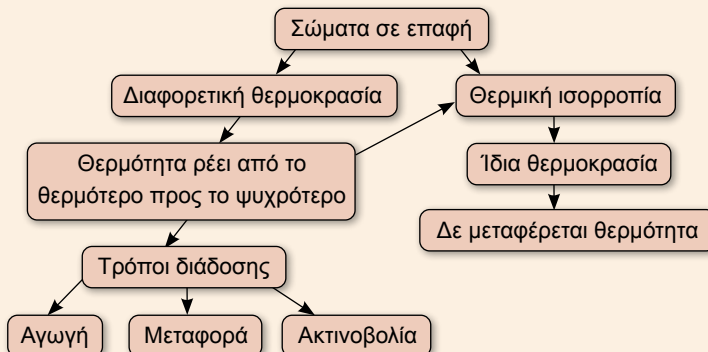 Σώματα σε επαφή
Διαφορετική θερμοκρασία
Θερμική ισορροπία
Θερμότητα ρέει από το
θερμότερο προς το ψυχρότερο
Ίδια θερμοκρασία
Δε μεταφέρεται θερμότητα
Τρόποι διάδοσης
Αγωγή
Μεταφορά
Ακτινοβολία